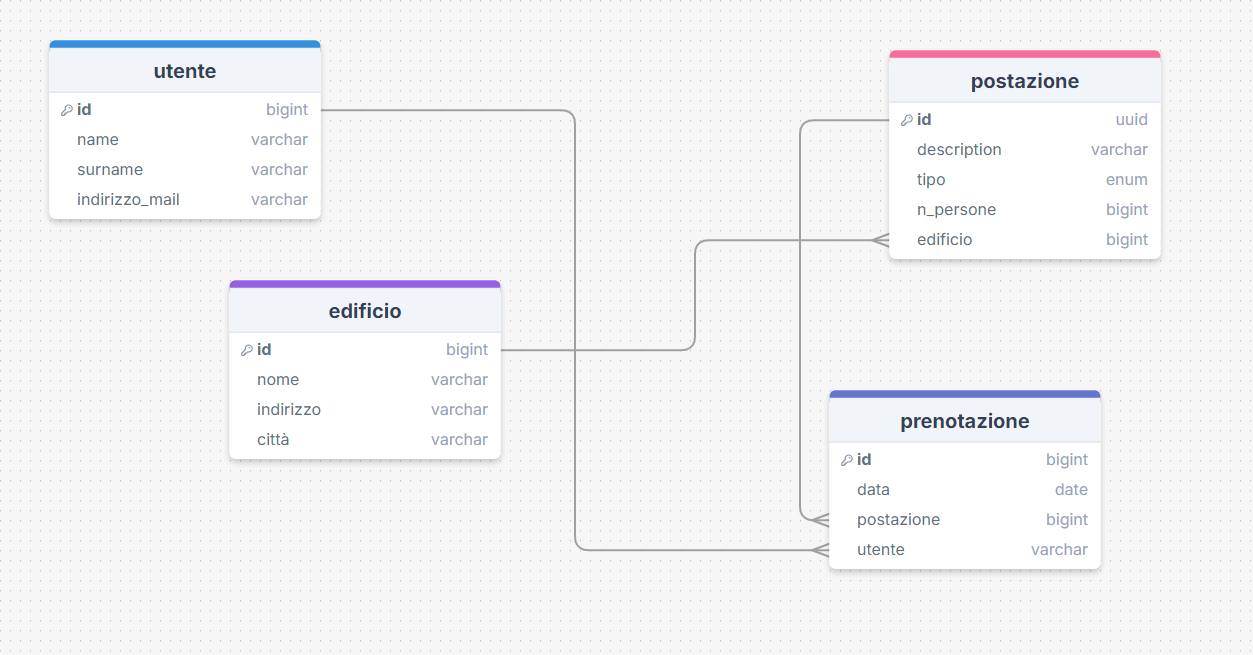 utente
id bigint
name varchar
surname varchar
indirizzo_mail varchar
postazione
id uuid
description varchar
tipo enum
n_persone bigint
edificio bigint
edificio
id bigint
nome varchar
indirizzo varchar
città varchar
prenotazione
id bigint
data date
postazione bigint
utente varchar